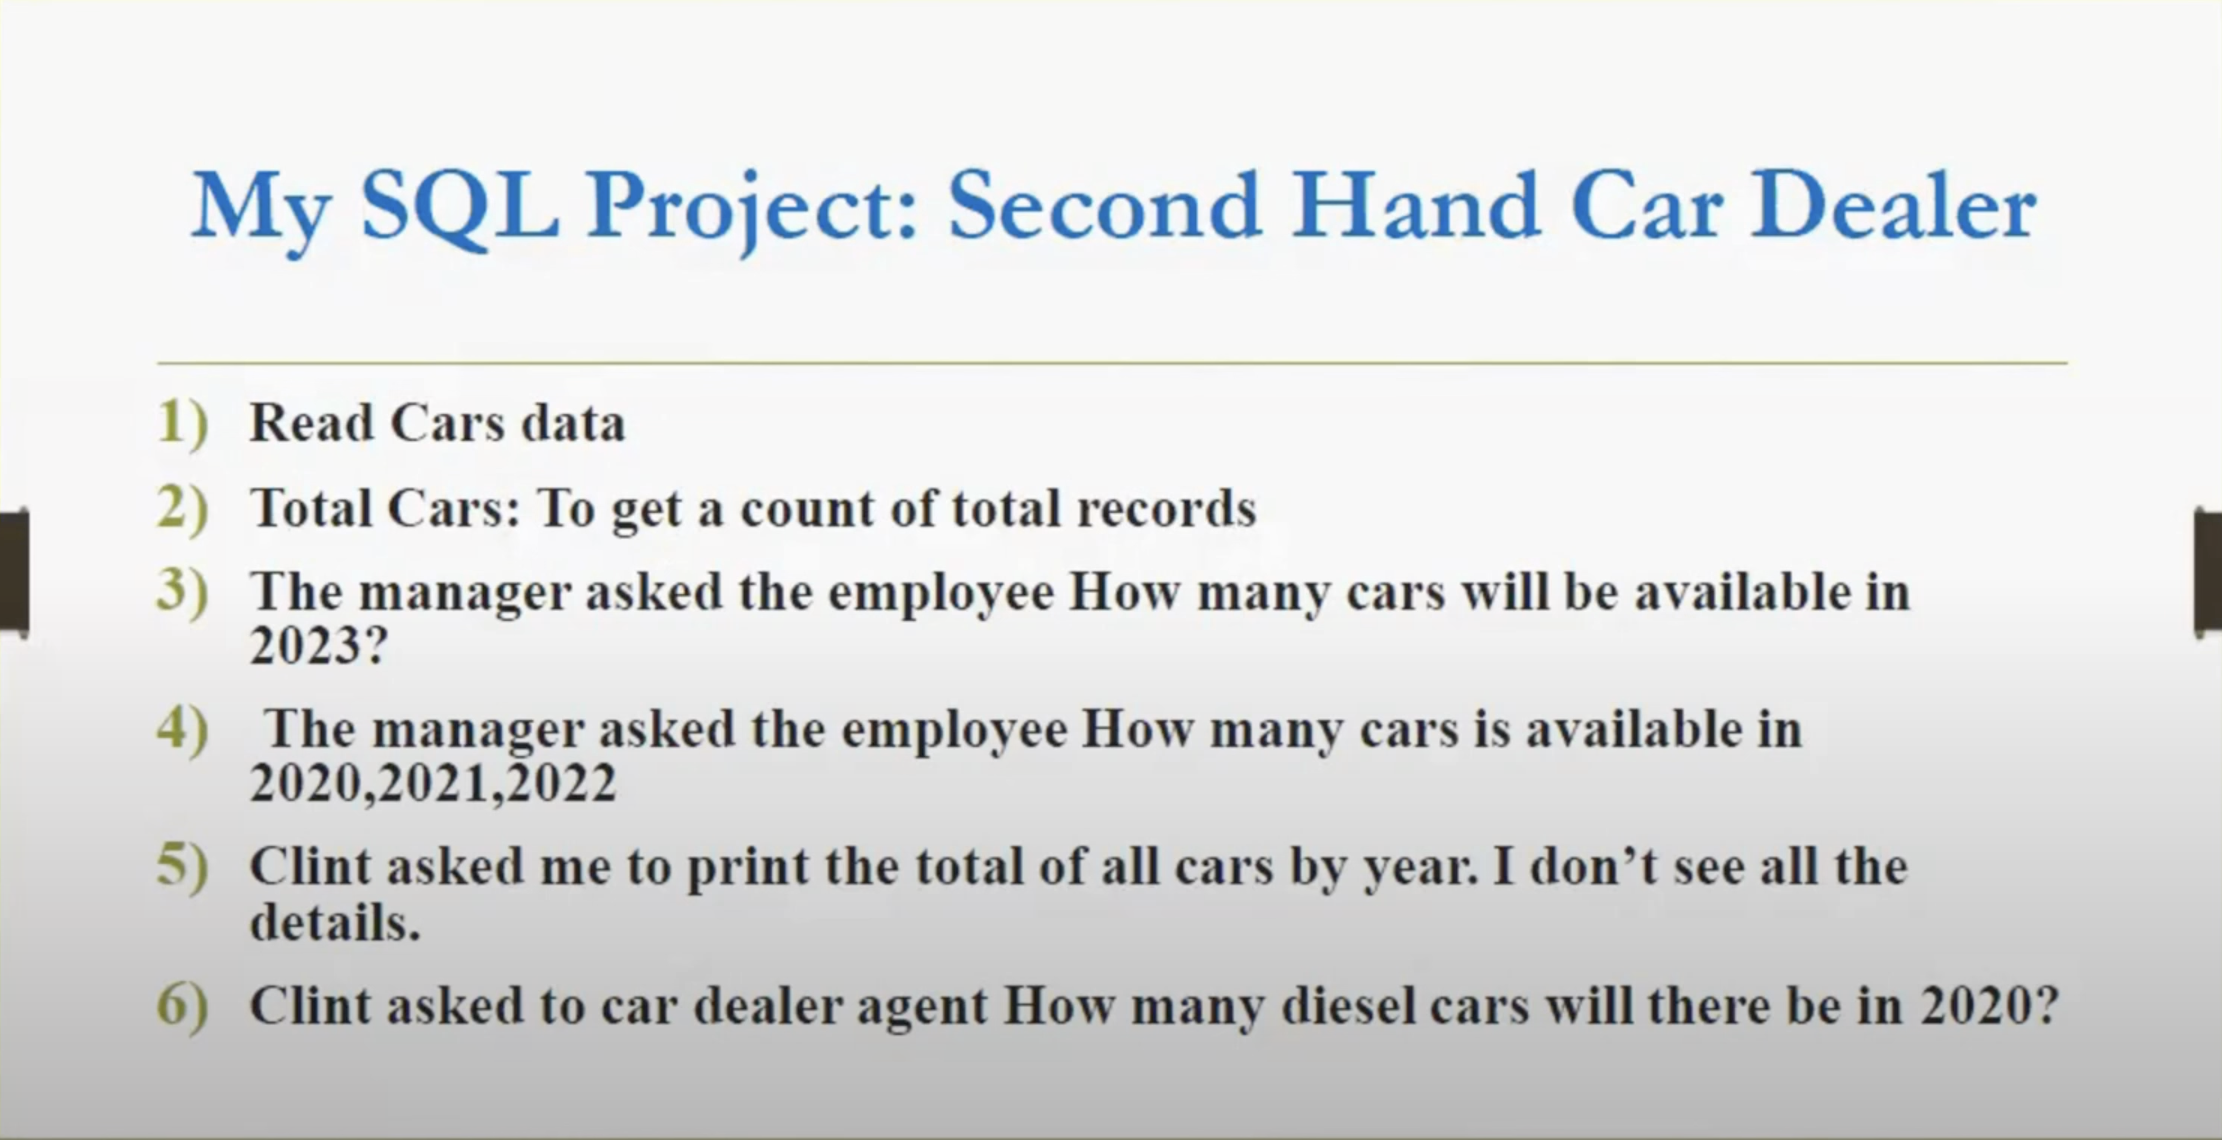 My SQL Project: Second Hand Car Dealer
1) Read Cars data
2) Total Cars: To get a count of total records
3) The manager asked the employee How many cars will be available in
2023?
4) The manager asked the employee How many cars is available in
2020,2021,2022
5) Clint asked me to print the total of all cars by year. I don’t see all the
details.
6) Clint asked to car dealer agent How many diesel cars will there be in 2020?